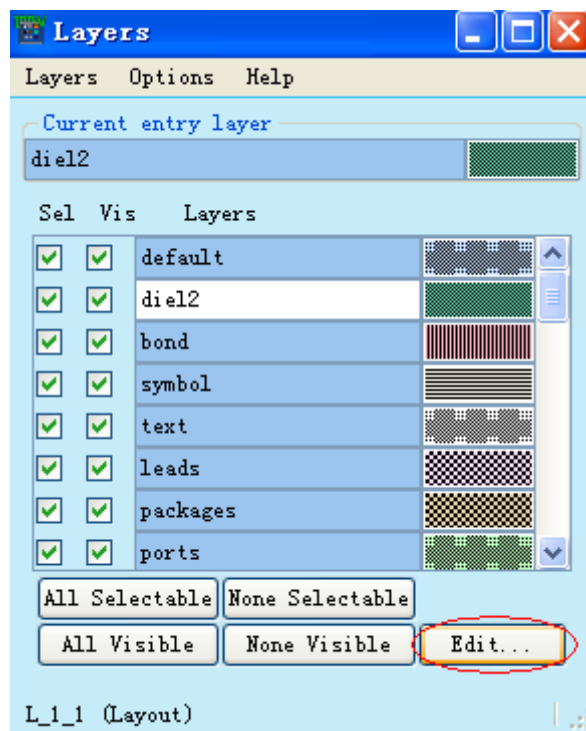 Layers
Layers Options Help
Current entry layer
diel2
Sel Vis Layers
default
diel2
bond
symbol
text
leads
packages
ports
All Selectable None Selectable
All Visible None Visible Edit...
L_1_1 (Layout)